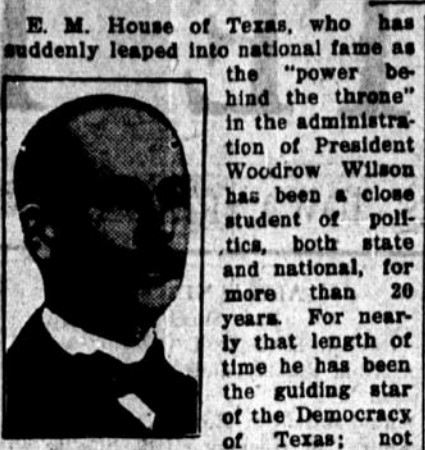 E. M. House of Texas, who has
suddenly leaped into national fame as
the "power be-
hind the throne"
in the administra-
tion of President
Woodrow Wilson
has been a close
student of poli-
tics, both state
and national, for
more than 20
years. For near-
ly that length of
time he has been
the guiding star
of the Democracy
of Texas; not